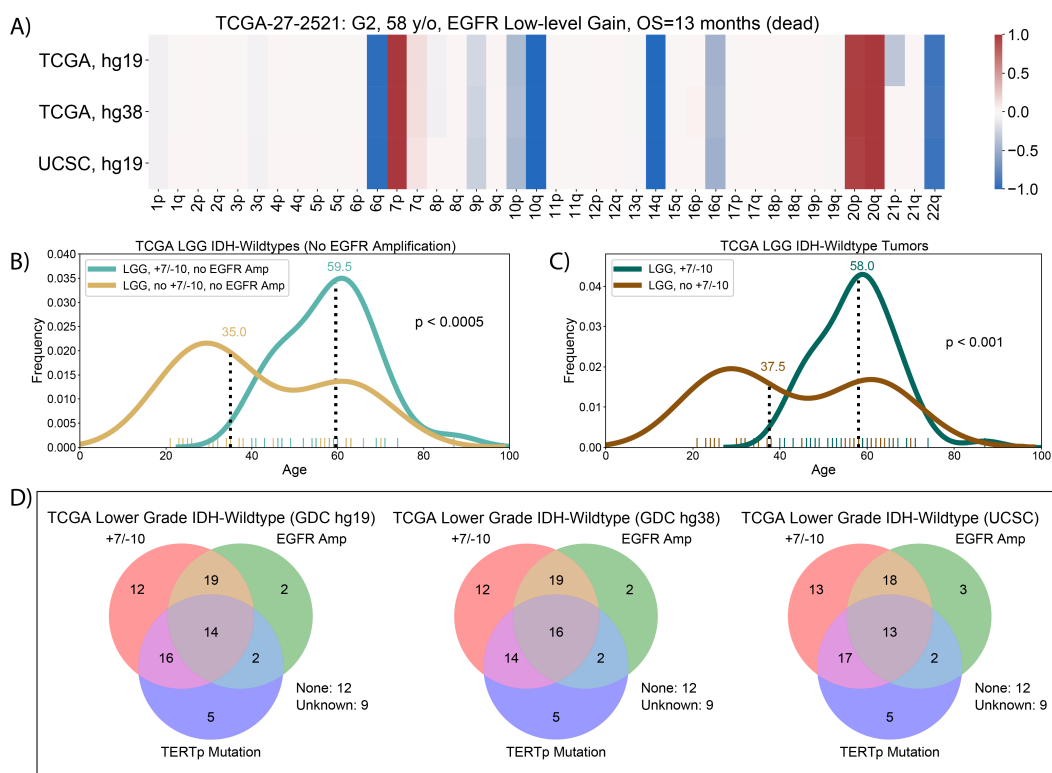 A)
TCGA-27-2521: G2, 58 y/o, EGFR Low-level Gain, OS=13 months (dead)
TCGA, hg19
TCGA, hg38
UCSC, hg19
1.0
0.5
0.0
−0.5
−1.0
1p 1q 2p 2q 3p 3q 4p 4q 5p 5q 6p 6q 7p 7q 8p 8q 9p 9q 10p 10q 11p 11q 12p 12q 13q 14q 15q 16p 16q 17p 17q 18p 18q 19p 19q 20p 20q 21p 21q 22q
B)
TCGA LGG IDH-Wildtypes (No EGFR Amplification)
LGG, +7/-10, no EGFR Amp
LGG, no +7/-10, no EGFR Amp
59.5
35.0
p < 0.0005
Frequency
0.040
0.035
0.030
0.025
0.020
0.015
0.010
0.005
0.000
0 20 40 60 80 100
Age
C)
TCGA LGG IDH-Wildtype Tumors
LGG, +7/-10
LGG, no +7/-10
58.0
37.5
p < 0.001
Frequency
0.04
0.03
0.02
0.01
0.00
0 20 40 60 80 100
Age
D)
TCGA Lower Grade IDH-Wildtype (GDC hg19)
+7/-10
EGFR Amp
12
19
2
14
16
2
5
None: 12
Unknown: 9
TERTp Mutation
TCGA Lower Grade IDH-Wildtype (GDC hg38)
+7/-10
EGFR Amp
12
19
2
16
14
2
5
None: 12
Unknown: 9
TERTp Mutation
TCGA Lower Grade IDH-Wildtype (UCSC)
+7/-10
EGFR Amp
13
18
3
13
17
2
5
None: 12
Unknown: 9
TERTp Mutation